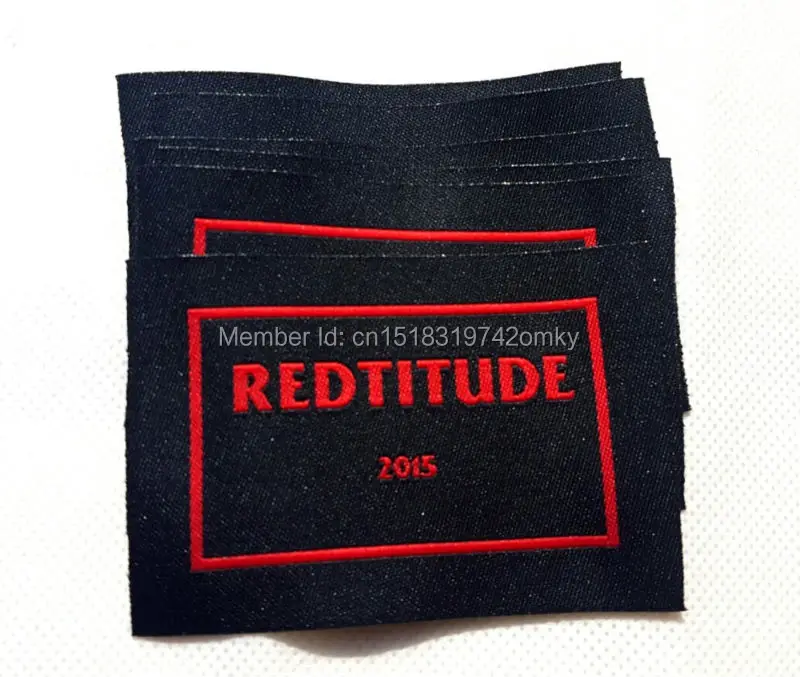 Member Id: cn1518319742omky
REDTITUDE
2015